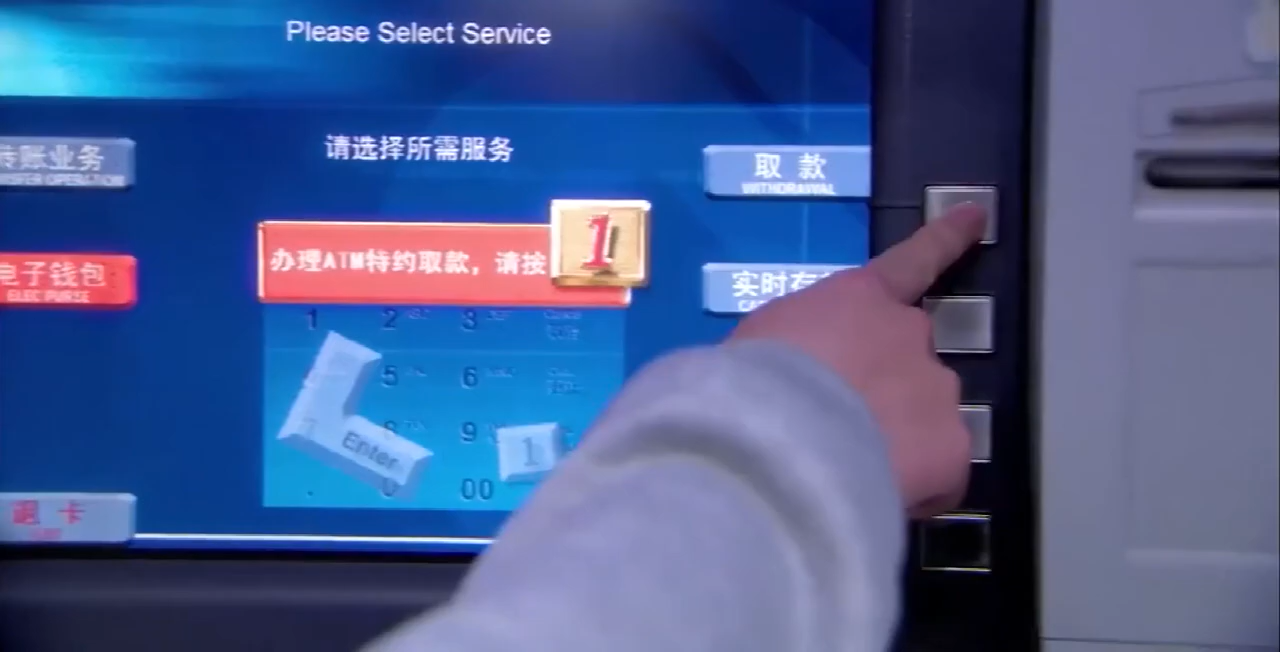 Please Select Service
请选择所需服务
转账业务
取 款
WITHDRAWAL
办理ATM特约取款，请按
1
电子钱包
ELEC PURSE
实时存
1 2 3
5 6
8 9
Enter
1
00
退 卡